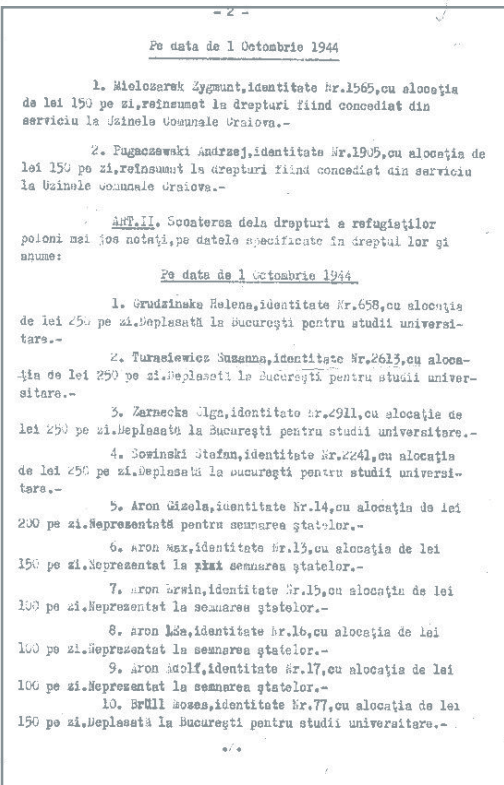 - 2 -
Pe data de 1 Octombrie 1944
1. Mielczarek Zygmunt,identitate Nr.1565,cu alocaţia
de lei 150 pe zi,reînsumat la drepturi fiind concediat din
serviciu la Uzinele Comunale Craiova.-
2. Pugaczewski Andrzej,identitate Nr.1905,cu alocaţia de
lei 150 pe zi,reînsumat la drepturi fiind concediat din serviciu
la Uzinele Comunale Craiova.-
ART.II. Scoaterea dela drepturi a refugiaţilor
poloni mai jos notaţi,pe datele specificate în dreptul lor şi
anume:
Pe data de 1 Octombrie 1944
1. Grudzinska Helena,identitate Nr.658,cu alocaţia
de lei 250 pe zi.Deplasată la Bucureşti pentru studii universi-
tare.-
2. Turasiewicz Suzanna,identitate Nr.2613,cu aloca-
ţia de lei 250 pe zi.Deplasată la Bucureşti pentru studii univer-
sitare.-
3. Zarnecka Olga,identitate Nr.2911,cu alocaţie de
lei 250 pe zi.Deplasată la Bucureşti pentru studii universitare.-
4. Sowinski Stefan,identitate Nr.2241,cu alocaţia
de lei 250 pe zi.Deplasată la Bucureşti pentru studii universi-
tare.-
5. Aron Gizela,identitate Nr.14,cu alocaţia de lei
200 pe zi.Neprezentată pentru semnarea ştatelor.-
6. Aron Max,identitate Nr.13,cu alocaţia de lei
150 pe zi.Neprezentat la semnarea ştatelor.-
7. Aron Erwin,identitate Nr.15,cu alocaţia de lei
100 pe zi.Neprezentat la semnarea ştatelor.-
8. Aron identitate Nr.16,cu alocaţia de lei
100 pe zi.Neprezentat la semnarea ştatelor.-
9. Aron Adolf,identitate Nr.17,cu alocaţia de lei
100 pe zi.Neprezentat la semnarea ştatelor.-
10. Brüll Mozes,identitate Nr.77,cu alocaţia de lei
150 pe zi.Deplasată la Bucureşti pentru studii universitare.-
./.